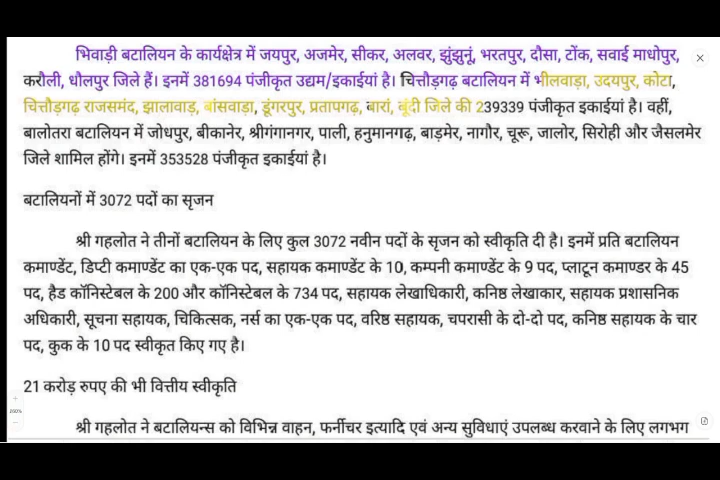 भिवाड़ी बटालियन के कार्यक्षेत्र में जयपुर, अजमेर, सीकर, अलवर, झुंझुनूं, भरतपुर, दौसा, टोंक, सवाई माधोपुर,
करौली, धौलपुर जिले हैं। इनमें 381694 पंजीकृत उद्यम/इकाईयां है। चित्तौड़गढ़ बटालियन में भीलवाड़ा, उदयपुर, कोटा,
चित्तौड़गढ़ राजसमंद, झालावाड़, बांसवाड़ा, डूंगरपुर, प्रतापगढ़, बारां, बूंदी जिले की 239339 पंजीकृत इकाईयां है। वहीं,
बालोतरा बटालियन में जोधपुर, बीकानेर, श्रीगंगानगर, पाली, हनुमानगढ़, बाड़मेर, नागौर, चूरू, जालोर, सिरोही और जैसलमेर
जिले शामिल होंगे। इनमें 353528 पंजीकृत इकाईयां है।
बटालियनों में 3072 पदों का सृजन
श्री गहलोत ने तीनों बटालियन के लिए कुल 3072 नवीन पदों के सृजन को स्वीकृति दी है। इनमें प्रति बटालियन
कमाण्डेंट, डिप्टी कमाण्डेंट का एक-एक पद, सहायक कमाण्डेंट के 10, कम्पनी कमाण्डेंट के 9 पद, प्लाटून कमाण्डर के 45
पद, हैड कॉनिस्टेबल के 200 और कॉनिस्टेबल के 734 पद, सहायक लेखाधिकारी, कनिष्ठ लेखाकार, सहायक प्रशासनिक
अधिकारी, सूचना सहायक, चिकित्सक, नर्स का एक-एक पद, वरिष्ठ सहायक, चपरासी के दो-दो पद, कनिष्ठ सहायक के चार
पद, कुक के 10 पद स्वीकृत किए गए है।
21 करोड़ रुपए की भी वित्तीय स्वीकृति
200%
श्री गहलोत ने बटालियन्स को विभिन्न वाहन, फर्नीचर इत्यादि एवं अन्य सुविधाएं उपलब्ध करवाने के लिए लगभग